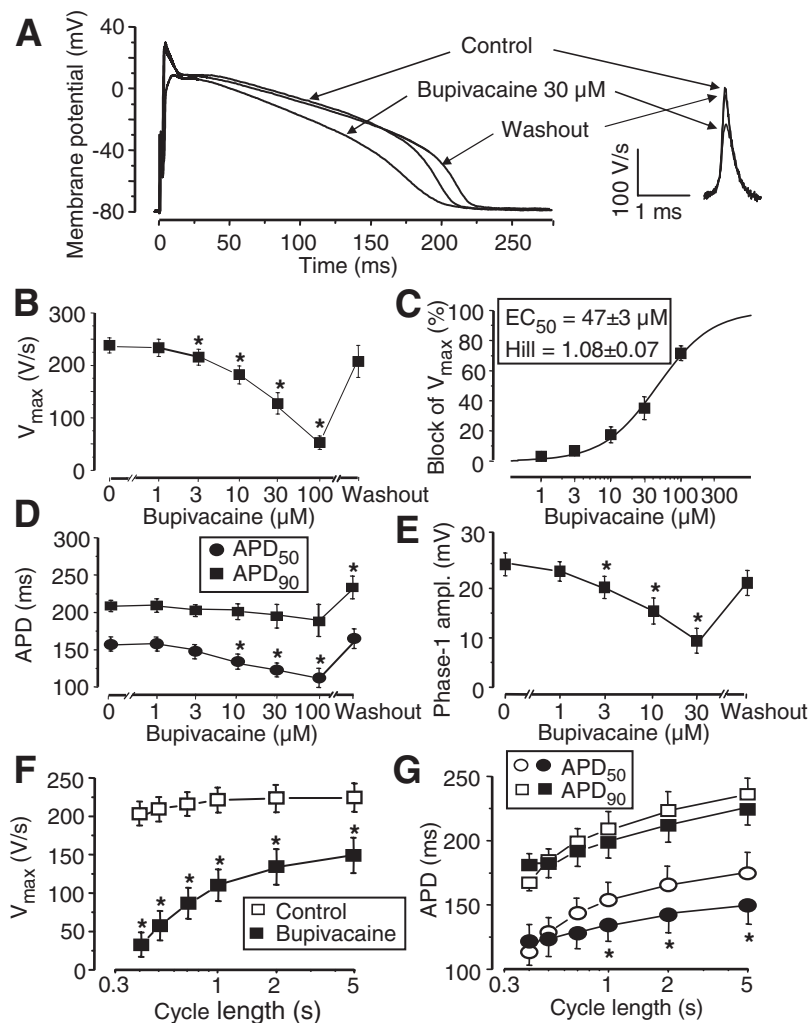 A
Membrane potential (mV)
40
0
-40
-80
0 50 100 150 200 250
Time (ms)
Control
Bupivacaine 30 µM
Washout
100 V/s
1 ms
B
Vmax (V/s)
300
200
100
0
0 1 3 10 30 100 Washout
Bupivacaine (µM)
* * * *
C
Block of Vmax (%)
100
80
60
40
20
0
EC50 = 47±3 µM
Hill = 1.08±0.07
1 3 10 30 100 300
Bupivacaine (µM)
D
APD (ms)
300
250
200
150
100
APD50
APD90
* * * *
0 1 3 10 30 100 Washout
Bupivacaine (µM)
E
Phase-1 ampl. (mV)
30
20
10
0
* * *
0 1 3 10 30 Washout
Bupivacaine (µM)
F
Vmax (V/s)
250
200
150
100
50
0
* * * * * *
Control
Bupivacaine
0.3 1 2 5
Cycle length (s)
G
APD (ms)
250
200
150
100
APD50
APD90
* * *
0.3 1 2 5
Cycle length (s)